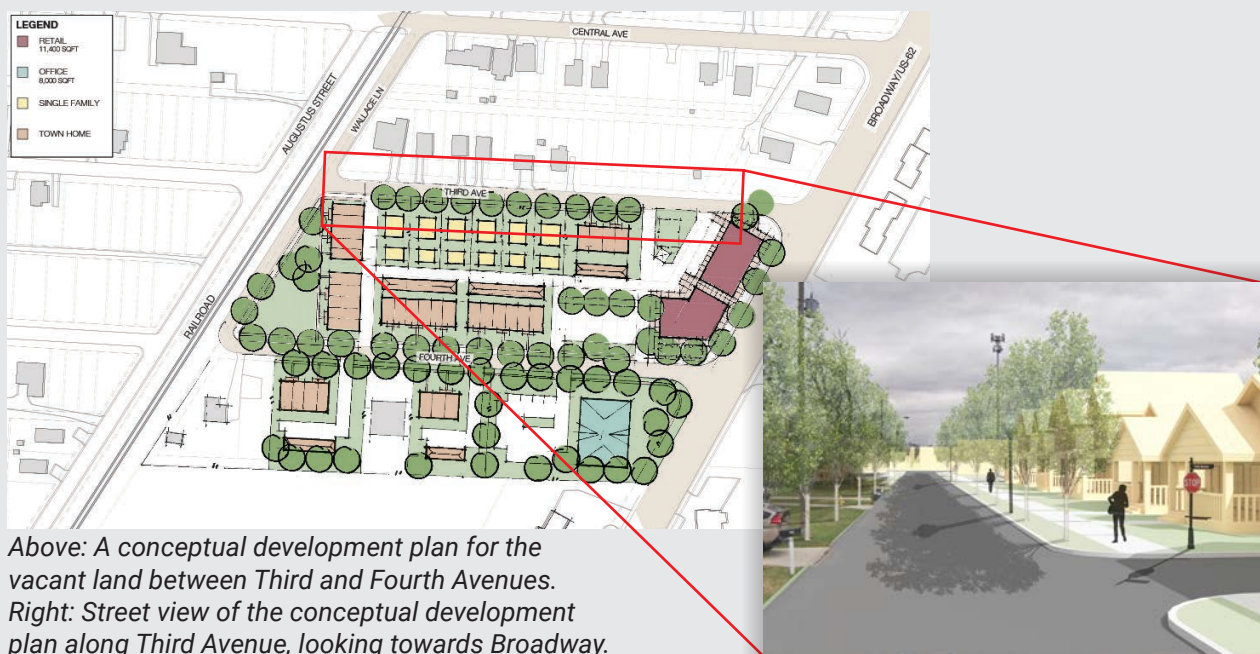 LEGEND
RETAIL
11,400 SQFT
OFFICE
8,000 SQFT
SINGLE FAMILY
TOWN HOME
CENTRAL AVE
BROADWAY/US-62
AUGUSTUS STREET
WALLACE LN
THIRD AVE
RAILROAD
FOURTH AVE
STOP
Above: A conceptual development plan for the
vacant land between Third and Fourth Avenues.
Right: Street view of the conceptual development
plan along Third Avenue, looking towards Broadway.